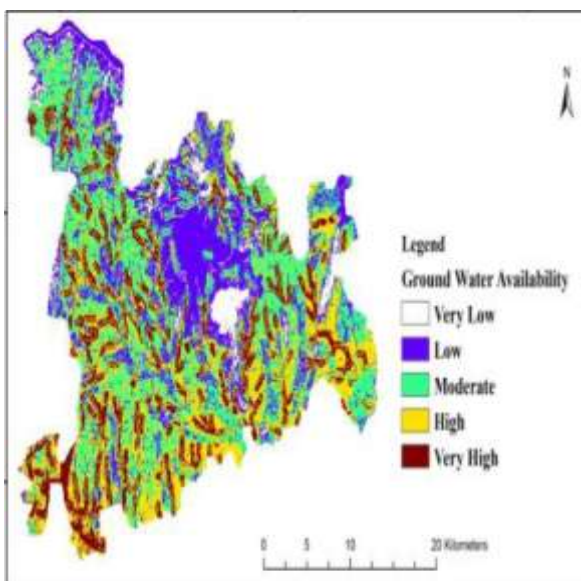 N
Legend
Ground Water Availability
Very Low
Low
Moderate
High
Very High
0 5 10 20 Kilometers